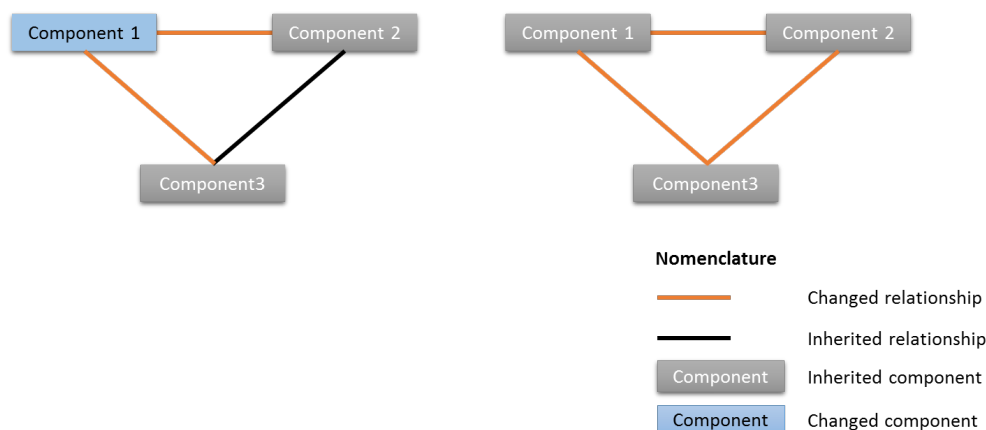 Component 1
Component 2
Component 1
Component 2
Component3
Component3
Nomenclature
Changed relationship
Inherited relationship
Component
Inherited component
Component
Changed component